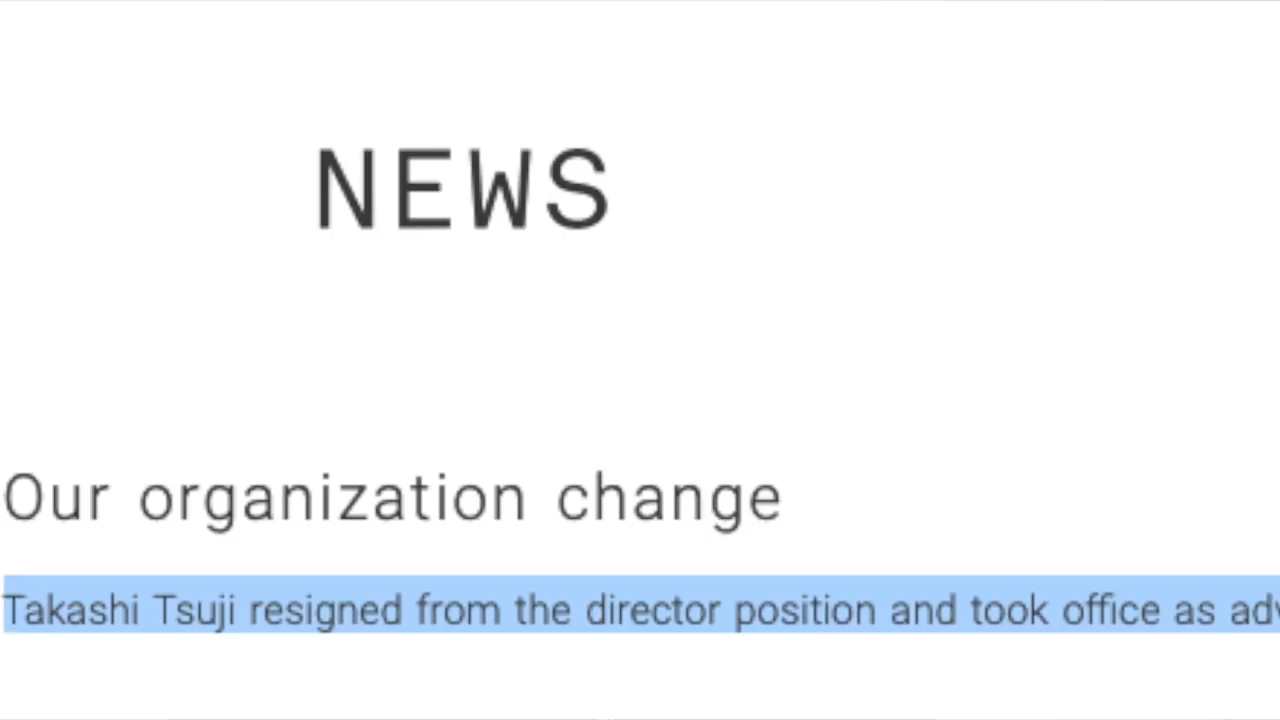 NEWS
Our organization change
Takashi Tsuji resigned from the director position and took office as